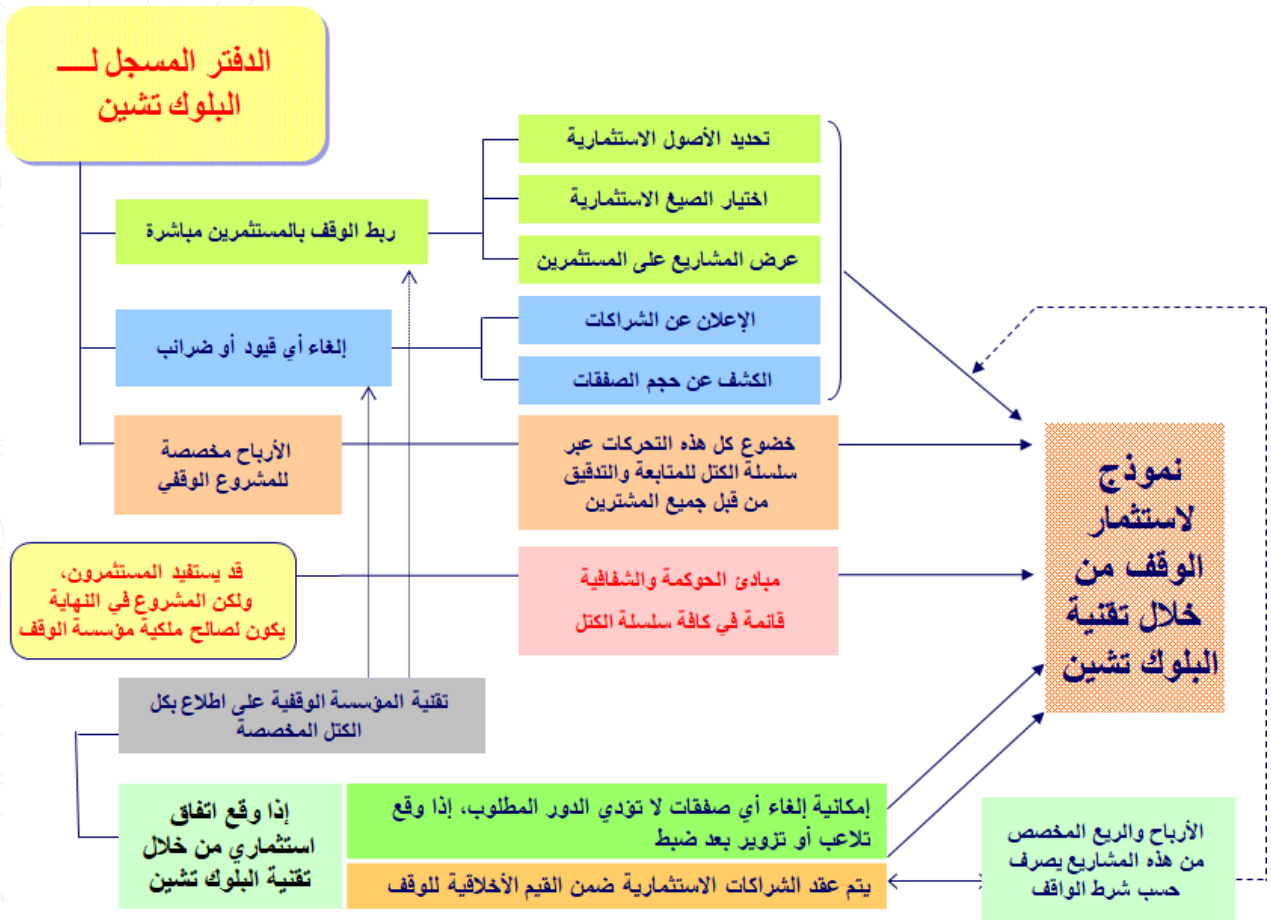 الدفتر المسجل لـــ
البلوك تشين
تحديد الأصول الاستثمارية
اختيار الصيغ الاستثمارية
ربط الوقف بالمستثمرين مباشرة
عرض المشاريع على المستثمرين
الإعلان عن الشراكات
إلغاء أي قيود أو ضرائب
الكشف عن حجم الصفقات
الأرباح مخصصة
للمشروع الوقفي
خضوع كل هذه التحركات عبر
سلسلة الكتل للمتابعة والتدقيق
من قبل جميع المشترين
نموذج
لاستثمار
الوقف من
خلال تقنية
البلوك تشين
قد يستفيد المستثمرون،
ولكن المشروع في النهاية
يكون لصالح ملكية مؤسسة الوقف
مبادئ الحوكمة والشفافية
قائمة في كافة سلسلة الكتل
تقنية المؤسسة الوقفية على اطلاع بكل
الكتل المخصصة
إذا وقع اتفاق
استثماري من خلال
تقنية البلوك تشين
إمكانية إلغاء أي صفقات لا تؤدي الدور المطلوب، إذا وقع
تلاعب أو تزوير بعد ضبط
يتم عقد الشراكات الاستثمارية ضمن القيم الأخلاقية للوقف
الأرباح والريع المخصص
من هذه المشاريع يصرف
حسب شرط الواقف